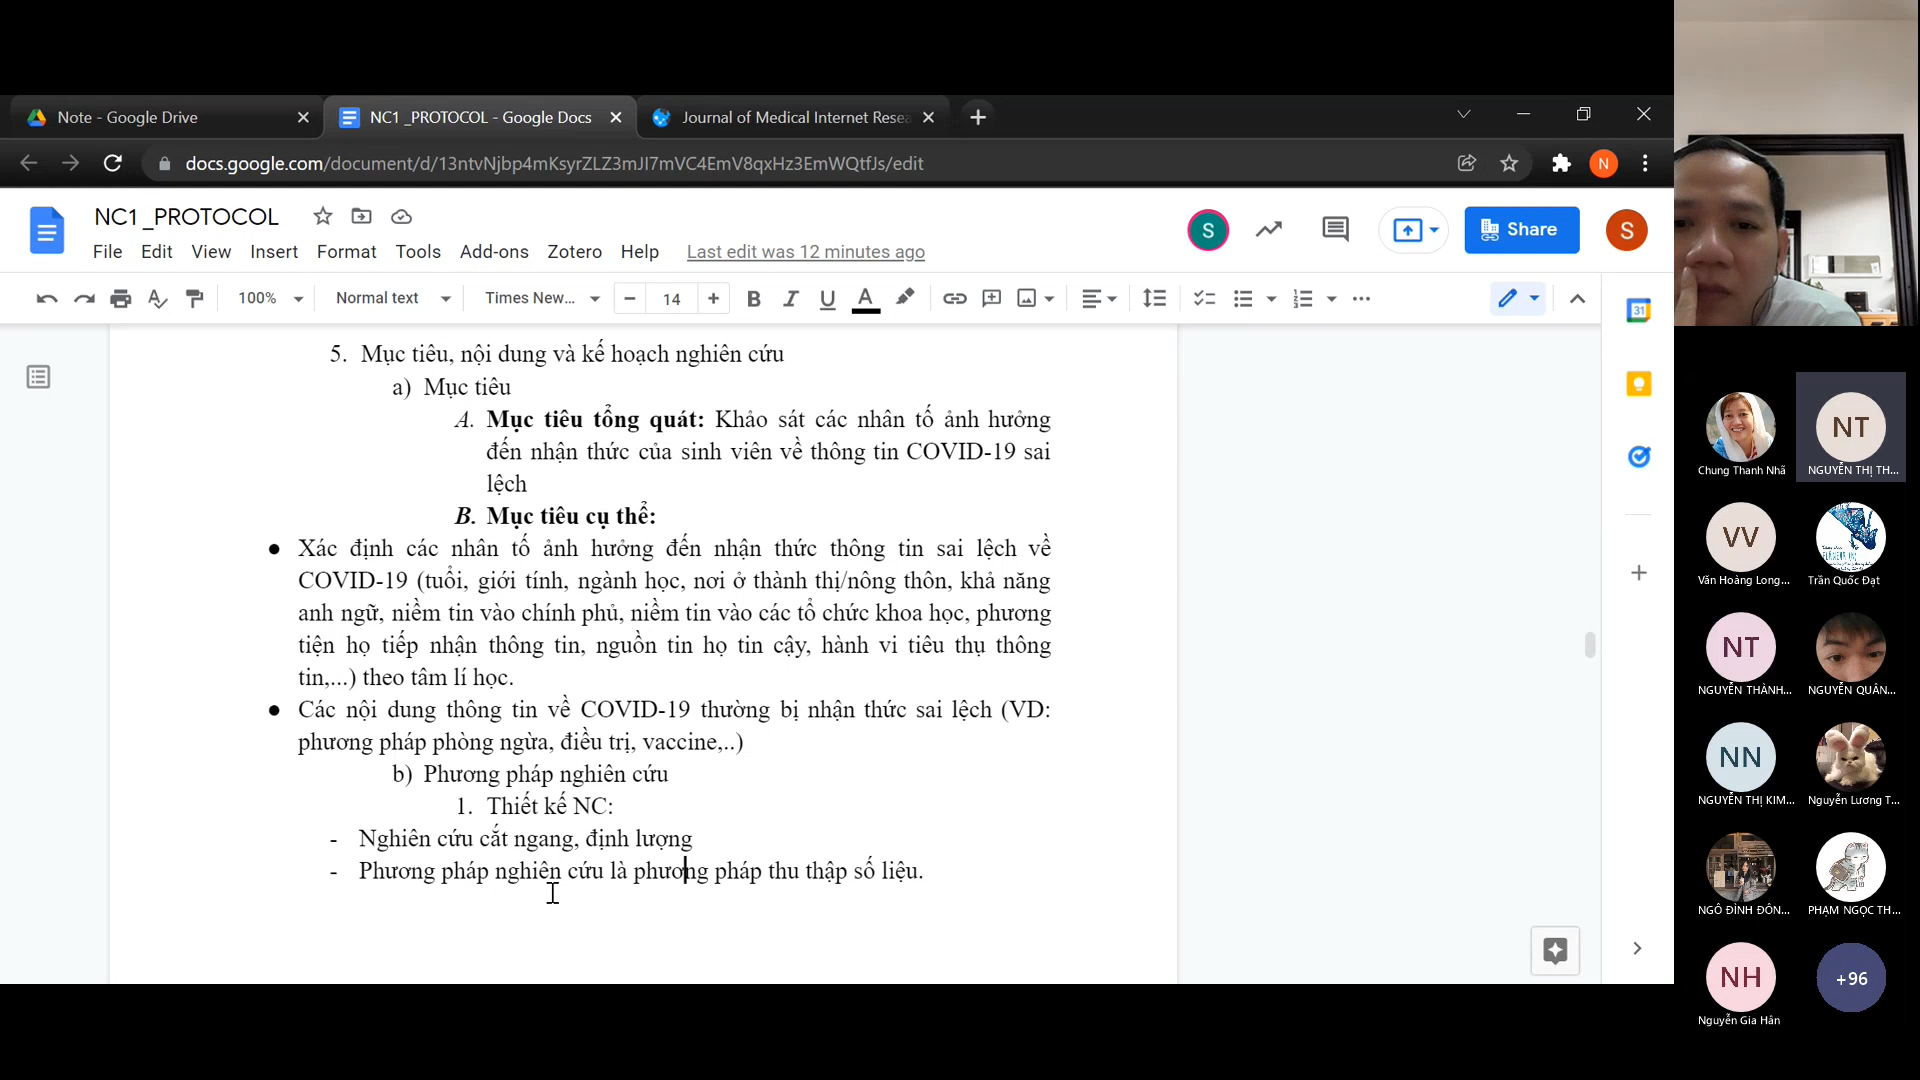 Note - Google Drive
NC1 _PROTOCOL - Google Docs
Journal of Medical Internet Resea
docs.google.com/document/d/13ntvNjbp4mKsyrZLZ3mJI7mVC4EmV8qxHz3EmWQtfJs/edit
N
NC1 _PROTOCOL
S
Share
S
File Edit View Insert Format Tools Add-ons Zotero Help Last edit was 12 minutes ago
100% Normal text Times New... 14 B I U A
31
5. Mục tiêu, nội dung và kế hoạch nghiên cứu
a) Mục tiêu
A. Mục tiêu tổng quát: Khảo sát các nhân tố ảnh hưởng
đến nhận thức của sinh viên về thông tin COVID-19 sai
lệch
B. Mục tiêu cụ thể:
● Xác định các nhân tố ảnh hưởng đến nhận thức thông tin sai lệch về
COVID-19 (tuổi, giới tính, ngành học, nơi ở thành thị/nông thôn, khả năng
anh ngữ, niềm tin vào chính phủ, niềm tin vào các tổ chức khoa học, phương
tiện họ tiếp nhận thông tin, nguồn tin họ tin cậy, hành vi tiêu thụ thông
tin,...) theo tâm lí học.
● Các nội dung thông tin về COVID-19 thường bị nhận thức sai lệch (VD:
phương pháp phòng ngừa, điều trị, vaccine,..)
b) Phương pháp nghiên cứu
1. Thiết kế NC:
- Nghiên cứu cắt ngang, định lượng
- Phương pháp nghiên cứu là phương pháp thu thập số liệu.
NT
Chung Thanh Nhã
NGUYỄN THỊ TH...
VV
Văn Hoàng Long...
Trần Quốc Đạt
NT
NGUYỄN THÀNH...
NGUYỄN QUÂN...
NN
NGUYỄN THỊ KIM...
Nguyễn Lương T...
NGÔ ĐÌNH ĐÔN...
PHẠM NGỌC TH...
NH
+96
Nguyễn Gia Hân